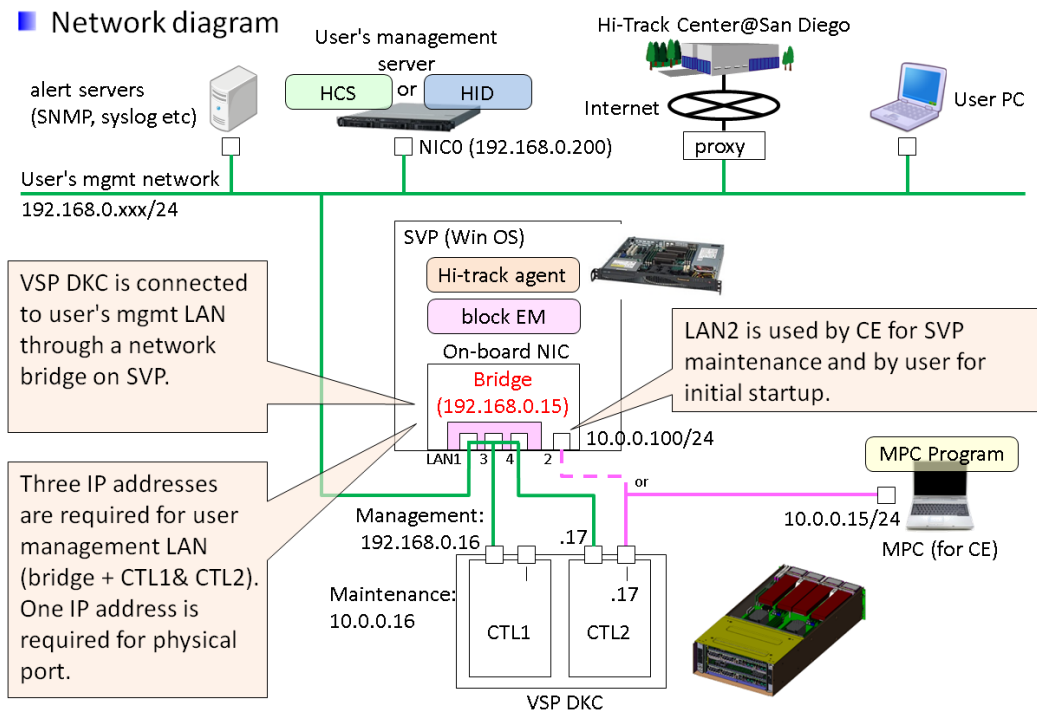 Network diagram
User's management
server
HCS
or
HID
NIC0 (192.168.0.200)
alert servers
(SNMP, syslog etc)
Hi-Track Center@San Diego
Internet
proxy
User PC
User's mgmt network
192.168.0.xxx/24
SVP (Win OS)
Hi-track agent
block EM
On-board NIC
Bridge
(192.168.0.15)
LAN1
3
4
2
10.0.0.100/24
VSP DKC is connected
to user's mgmt LAN
through a network
bridge on SVP.
LAN2 is used by CE for SVP
maintenance and by user for
initial startup.
Three IP addresses
are required for user
management LAN
(bridge + CTL1& CTL2).
One IP address is
required for physical
port.
or
MPC Program
10.0.0.15/24
MPC (for CE)
Management:
192.168.0.16
.17
Maintenance:
10.0.0.16
.17
CTL1
CTL2
VSP DKC